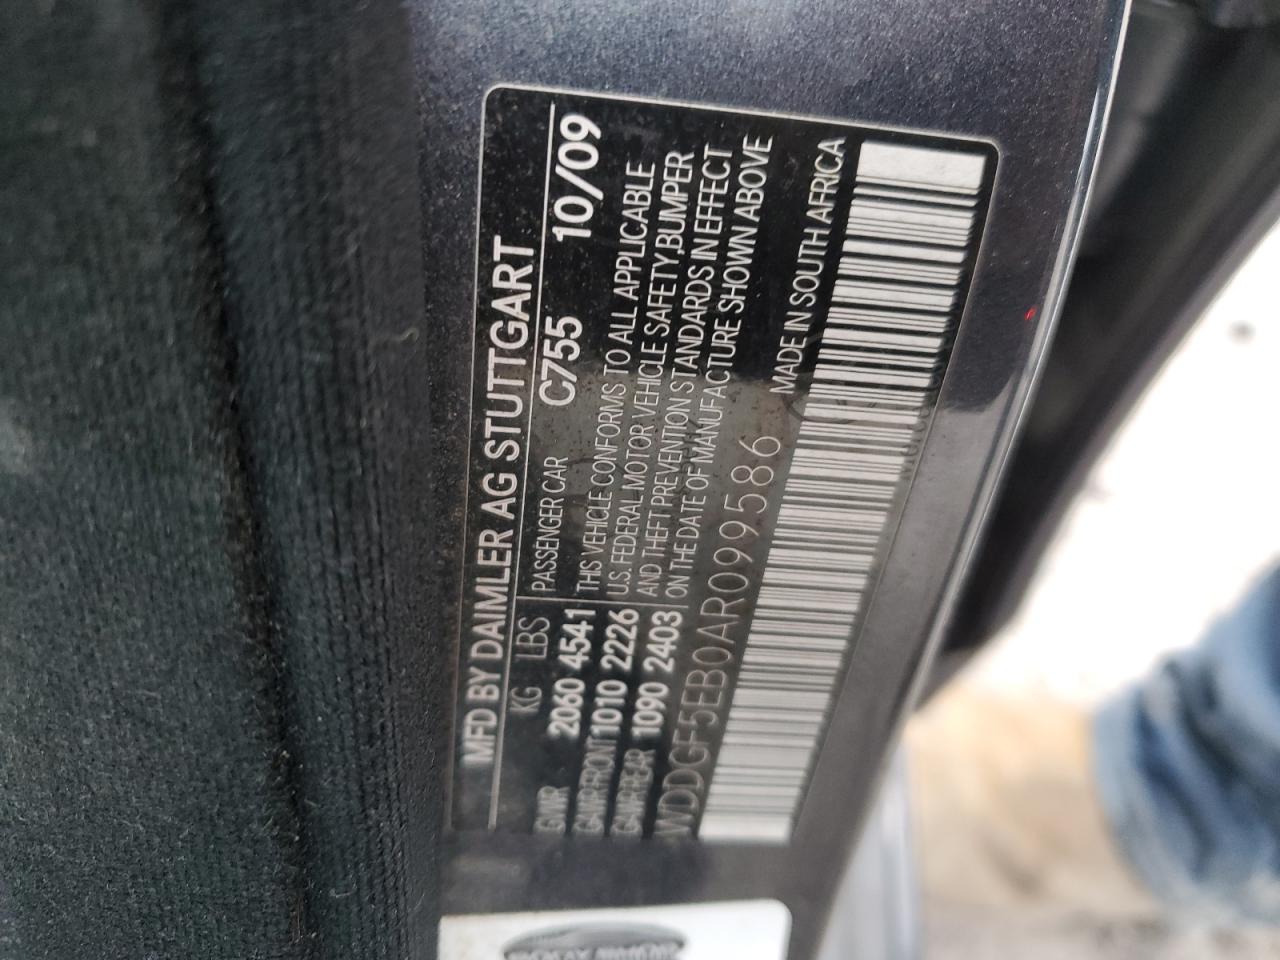 MFD BY DAIMLER AG STUTTGART
KG LBS
GVWR 2060 4541
GAWR-FRONT 1010 2226
GAWR-REAR 1090 2403
PASSENGER CAR C755 10/09
THIS VEHICLE CONFORMS TO ALL APPLICABLE
U.S. FEDERAL MOTOR VEHICLE SAFETY,BUMPER
AND THEFT PREVENTION STANDARDS IN EFFECT
ON THE DATE OF MANUFACTURE SHOWN ABOVE
WDDGF5EB0AR099586
MADE IN SOUTH AFRICA